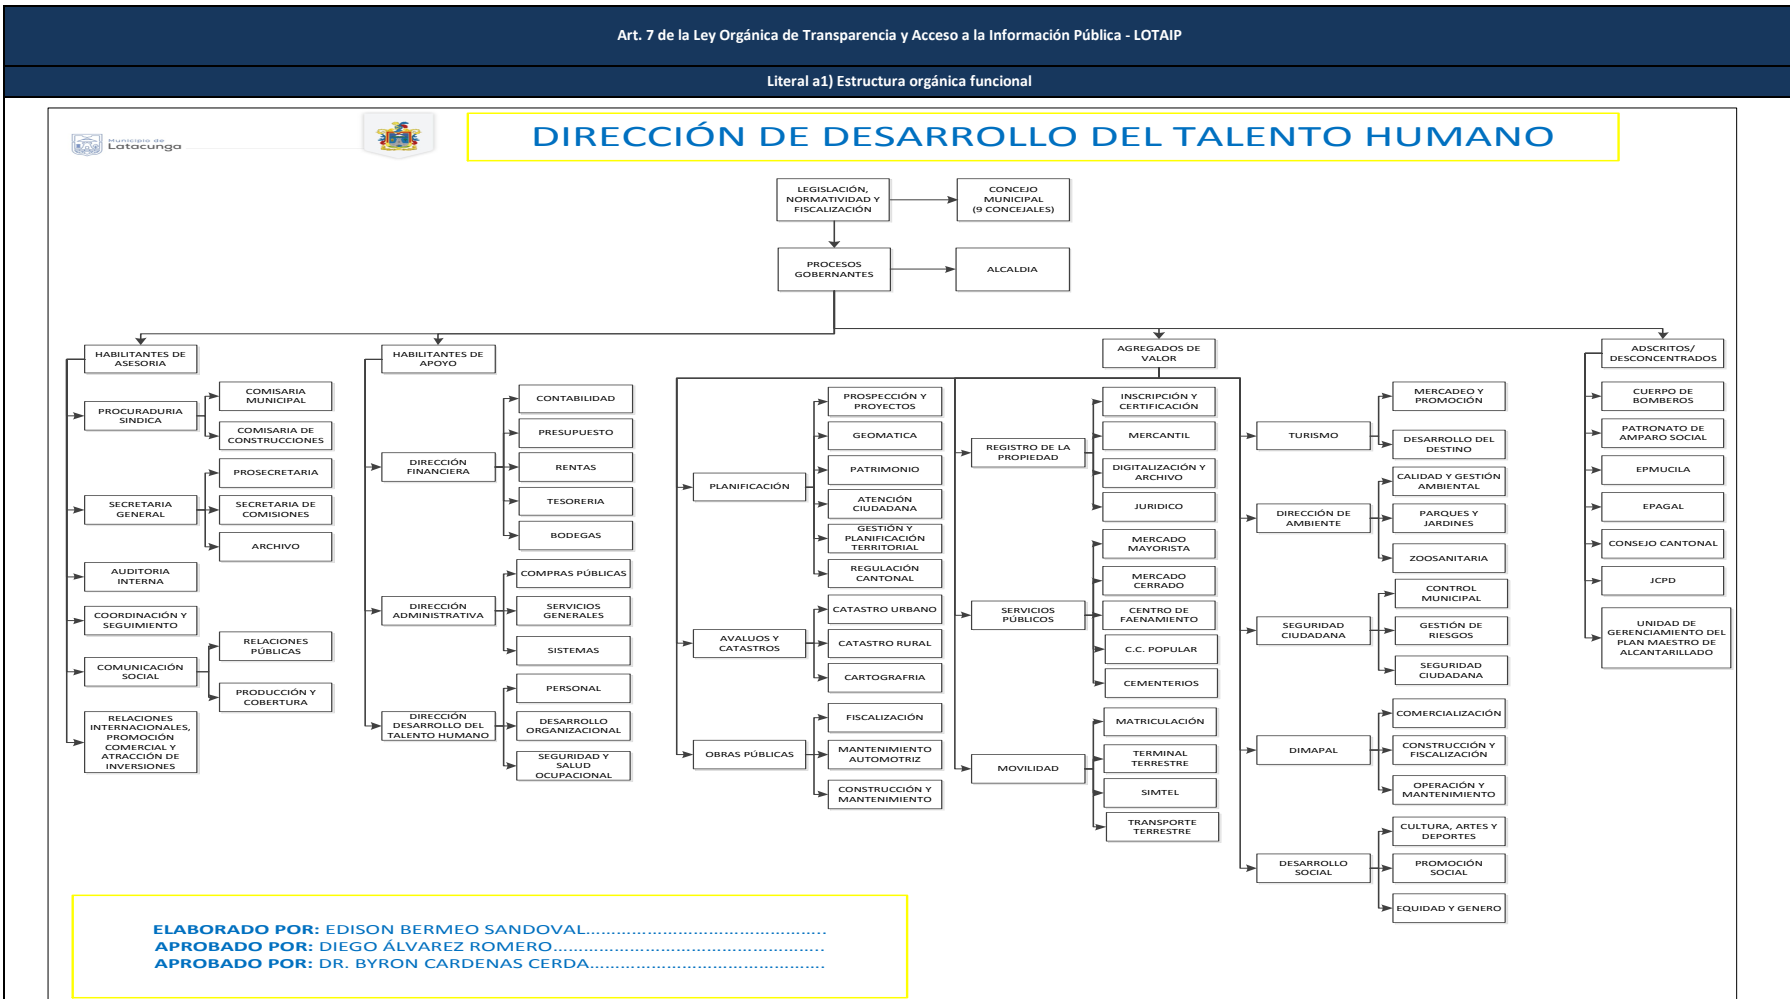 Art. 7 de la Ley Orgánica de Transparencia y Acceso a la Información Pública - LOTAIP
Literal a1) Estructura orgánica funcional
Municipio de
Latacunga
DIRECCIÓN DE DESARROLLO DEL TALENTO HUMANO
LEGISLACIÓN,
NORMATIVIDAD Y
FISCALIZACIÓN
CONCEJO
MUNICIPAL
(9 CONCEJALES)
PROCESOS
GOBERNANTES
ALCALDIA
HABILITANTES DE
ASESORIA
PROCURADURIA
SINDICA
COMISARIA
MUNICIPAL
COMISARIA DE
CONSTRUCCIONES
SECRETARIA
GENERAL
PROSECRETARIA
SECRETARIA DE
COMISIONES
ARCHIVO
AUDITORIA
INTERNA
COORDINACIÓN Y
SEGUIMIENTO
COMUNICACIÓN
SOCIAL
RELACIONES
PÚBLICAS
PRODUCCIÓN Y
COBERTURA
RELACIONES
INTERNACIONALES,
PROMOCIÓN
COMERCIAL Y
ATRACCIÓN DE
INVERSIONES
HABILITANTES DE
APOYO
DIRECCIÓN
FINANCIERA
CONTABILIDAD
PRESUPUESTO
RENTAS
TESORERIA
BODEGAS
DIRECCIÓN
ADMINISTRATIVA
COMPRAS PÚBLICAS
SERVICIOS
GENERALES
SISTEMAS
DIRECCIÓN
DESARROLLO DEL
TALENTO HUMANO
PERSONAL
DESARROLLO
ORGANIZACIONAL
SEGURIDAD Y
SALUD
OCUPACIONAL
AGREGADOS DE
VALOR
PLANIFICACIÓN
PROSPECCIÓN Y
PROYECTOS
GEOMATICA
PATRIMONIO
ATENCIÓN
CIUDADANA
GESTIÓN Y
PLANIFICACIÓN
TERRITORIAL
REGULACIÓN
CANTONAL
AVALUOS Y
CATASTROS
CATASTRO URBANO
CATASTRO RURAL
CARTOGRAFRIA
OBRAS PÚBLICAS
FISCALIZACIÓN
MANTENIMIENTO
AUTOMOTRIZ
CONSTRUCCIÓN Y
MANTENIMIENTO
REGISTRO DE LA
PROPIEDAD
INSCRIPCIÓN Y
CERTIFICACIÓN
MERCANTIL
DIGITALIZACIÓN Y
ARCHIVO
JURIDICO
SERVICIOS
PÚBLICOS
MERCADO
MAYORISTA
MERCADO
CERRADO
CENTRO DE
FAENAMIENTO
C.C. POPULAR
CEMENTERIOS
MOVILIDAD
MATRICULACIÓN
TERMINAL
TERRESTRE
SIMTEL
TRANSPORTE
TERRESTRE
TURISMO
MERCADEO Y
PROMOCIÓN
DESARROLLO DEL
DESTINO
DIRECCIÓN DE
AMBIENTE
CALIDAD Y GESTIÓN
AMBIENTAL
PARQUES Y
JARDINES
ZOOSANITARIA
SEGURIDAD
CIUDADANA
CONTROL
MUNICIPAL
GESTIÓN DE
RIESGOS
SEGURIDAD
CIUDADANA
DIMAPAL
COMERCIALIZACIÓN
CONSTRUCCIÓN Y
FISCALIZACIÓN
OPERACIÓN Y
MANTENIMIENTO
DESARROLLO
SOCIAL
CULTURA, ARTES Y
DEPORTES
PROMOCIÓN
SOCIAL
EQUIDAD Y GENERO
ADSCRITOS/
DESCONCENTRADOS
CUERPO DE
BOMBEROS
PATRONATO DE
AMPARO SOCIAL
EPMUCILA
EPAGAL
CONSEJO CANTONAL
JCPD
UNIDAD DE
GERENCIAMIENTO DEL
PLAN MAESTRO DE
ALCANTARILLADO
ELABORADO POR: EDISON BERMEO SANDOVAL...............................................
APROBADO POR: DIEGO ÁLVAREZ ROMERO.....................................................
APROBADO POR: DR. BYRON CARDENAS CERDA..............................................